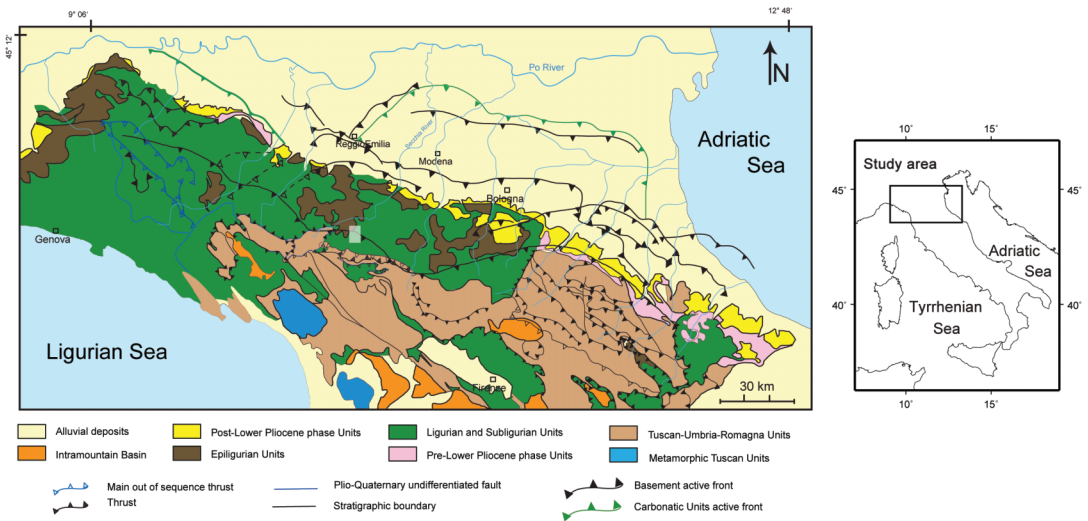 9° 06'
12° 48'
45° 12'
Po River
N
Reggio Emilia
Secchia River
Modena
Adriatic
Sea
Bologna
Genova
Ligurian Sea
Firenze
30 km
10°
15°
Study area
45°
45°
Adriatic
Sea
40°
40°
Tyrrhenian
Sea
10°
15°
Alluvial deposits
Post-Lower Pliocene phase Units
Ligurian and Subligurian Units
Tuscan-Umbria-Romagna Units
Intramountain Basin
Epiligurian Units
Pre-Lower Pliocene phase Units
Metamorphic Tuscan Units
Main out of sequence thrust
Plio-Quaternary undifferentiated fault
Basement active front
Thrust
Stratigraphic boundary
Carbonatic Units active front